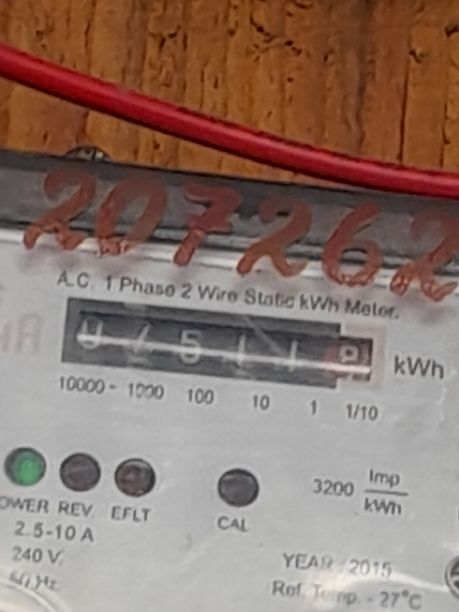 207262
A.C. 1 Phase 2 Wire Static kWh Meter.
kWh
10000 1000 100 10 1 1/10
3200 Imp/kWh
POWER REV. EFLT
CAL
2.5-10 A
240 V.
YEAR : 2015
Ref. Temp. - 27°C